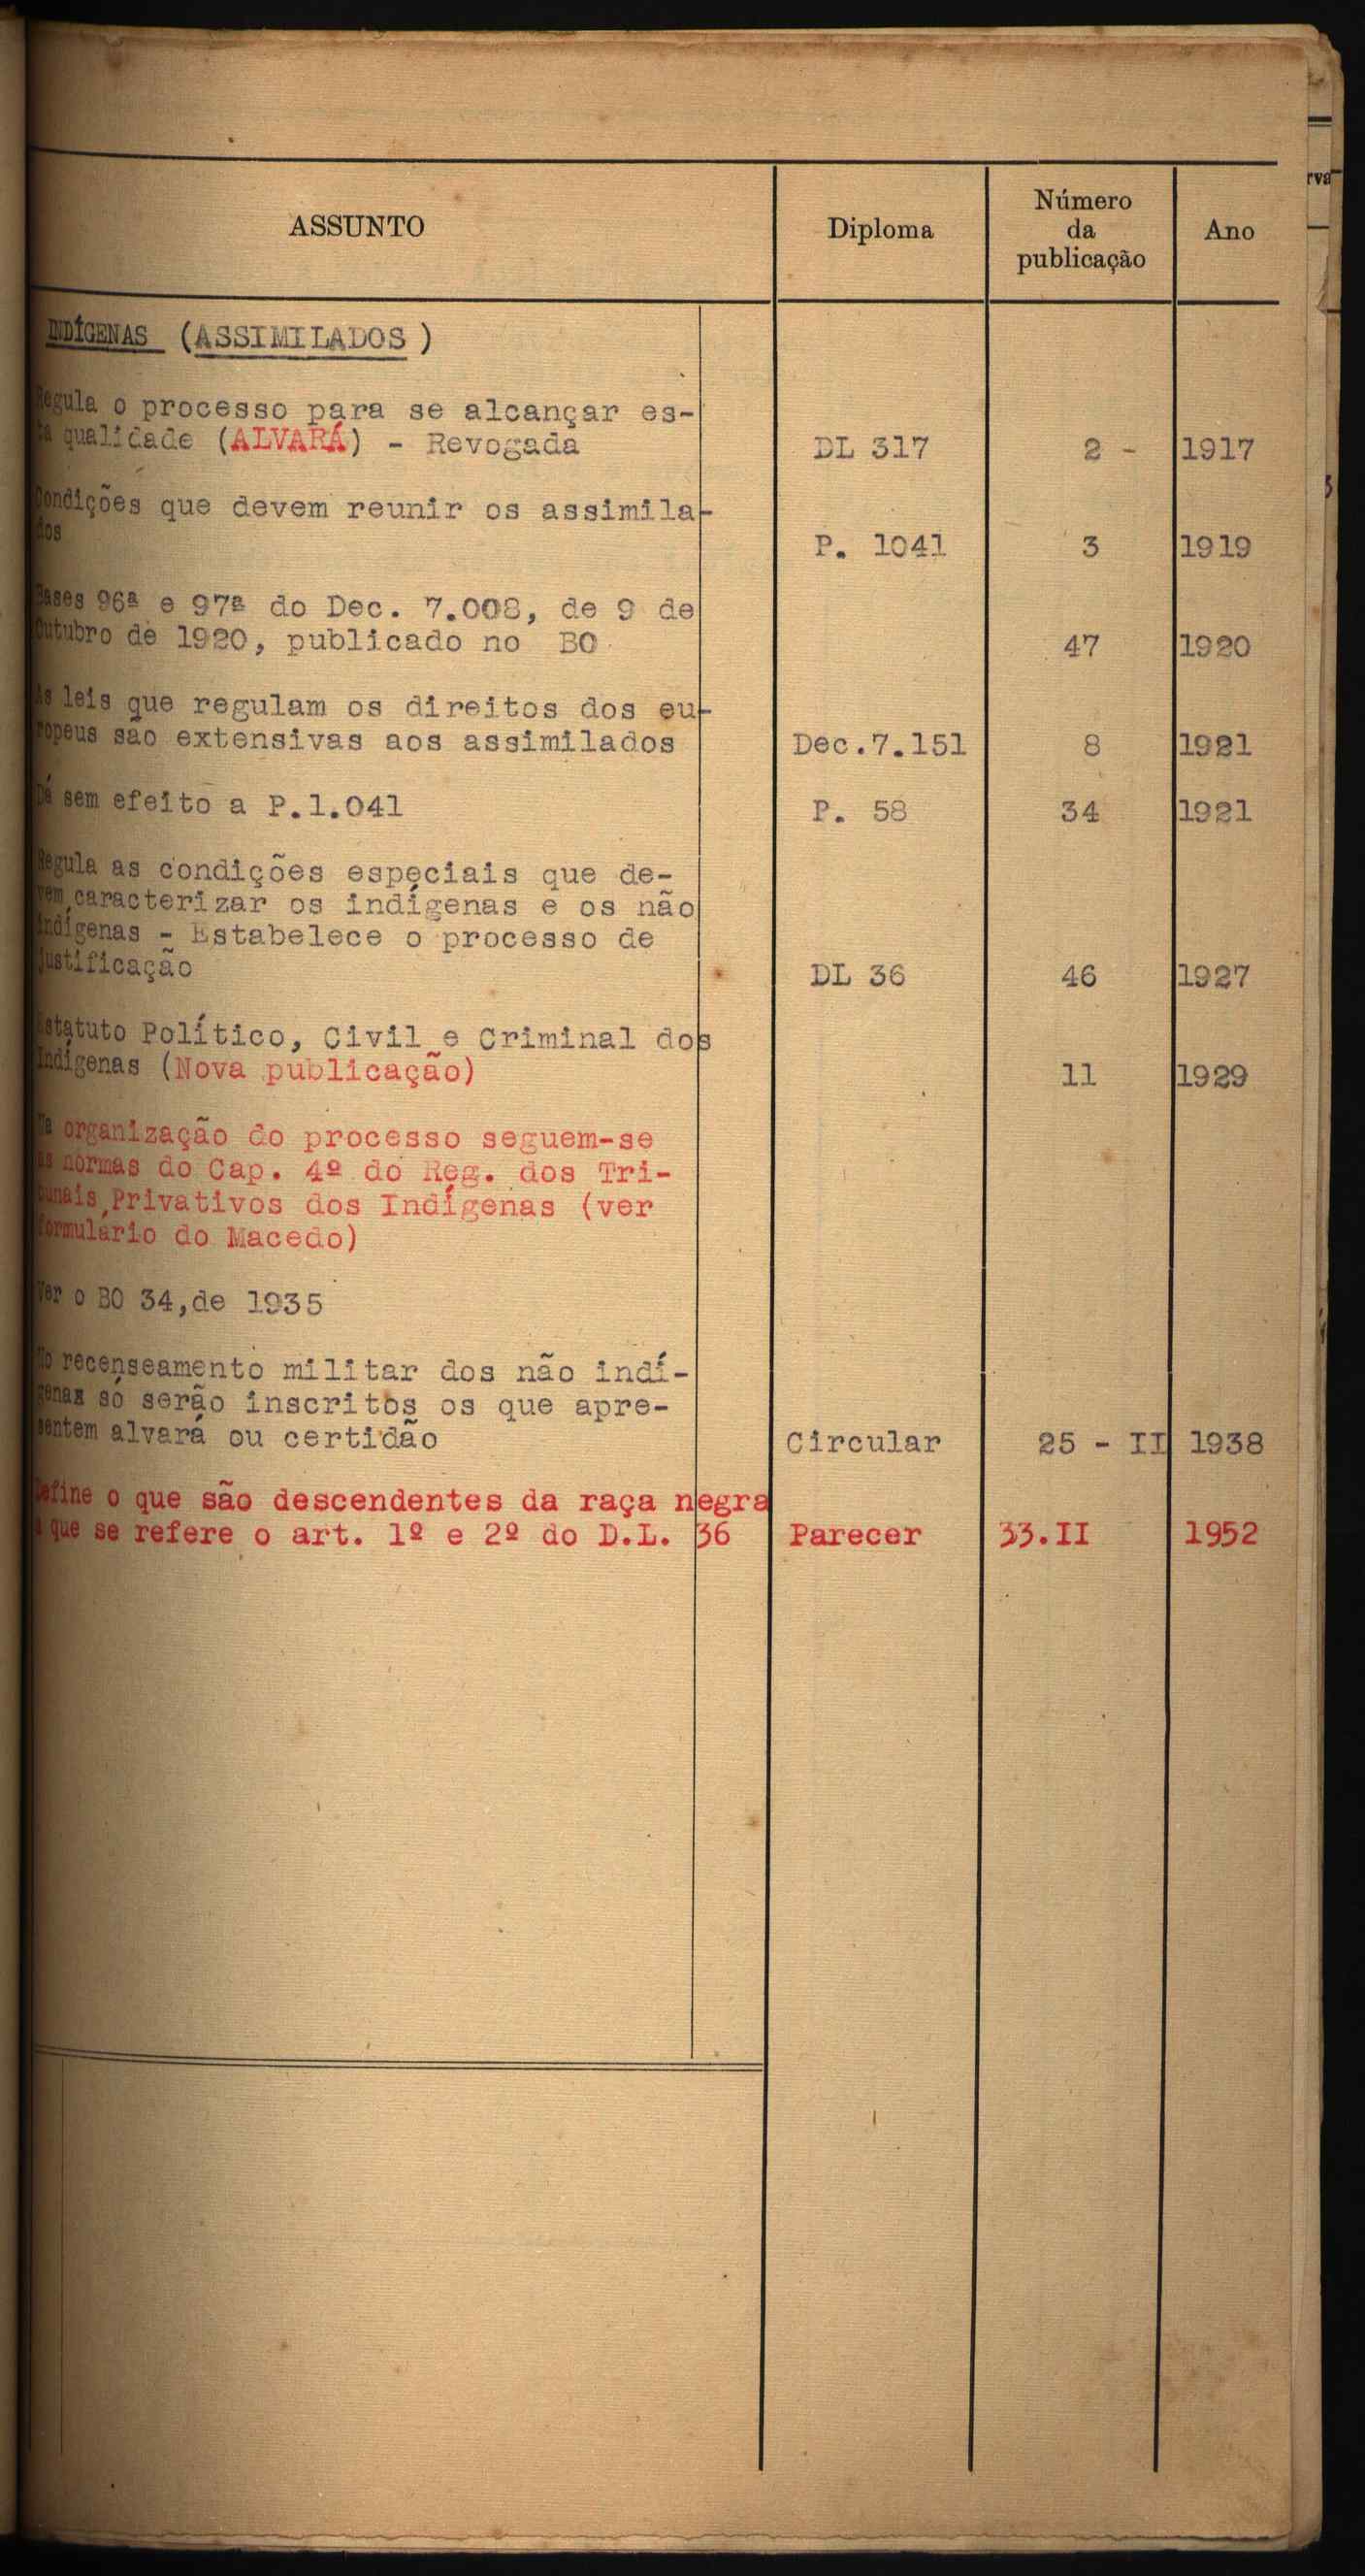 ASSUNTO
Diploma
Número
da
publicação
Ano
INDÍGENAS (ASSIMILADOS)
Regula o processo para se alcançar es-
ta qualidade (ALVARÁ) - Revogada DL 317 2 - 1917
Condições que devem reunir os assimila-
dos P. 1041 3 1919
Bases 96ª e 97ª do Dec. 7.008, de 9 de
Outubro de 1920, publicado no BO 47 1920
As leis que regulam os direitos dos eu-
ropeus são extensivas aos assimilados Dec.7.151 8 1921
Dá sem efeito a P.1.041 P. 58 34 1921
Regula as condições especiais que de-
vem caracterizar os indígenas e os não
indígenas - Estabelece o processo de
justificação DL 36 46 1927
Estatuto Político, Civil e Criminal dos
Indígenas (Nova publicação) 11 1929
Na organização do processo seguem-se
as normas do Cap. 4º do Reg. dos Tri-
bunais Privativos dos Indígenas (ver
formulário do Macedo)
Ver o BO 34,de 1935
No recenseamento militar dos não indí-
genas só serão inscritos os que apre-
sentem alvará ou certidão Circular 25 - II 1938
Define o que são descendentes da raça negra
a que se refere o art. 1º e 2º do D.L. 36 Parecer 33.II 1952